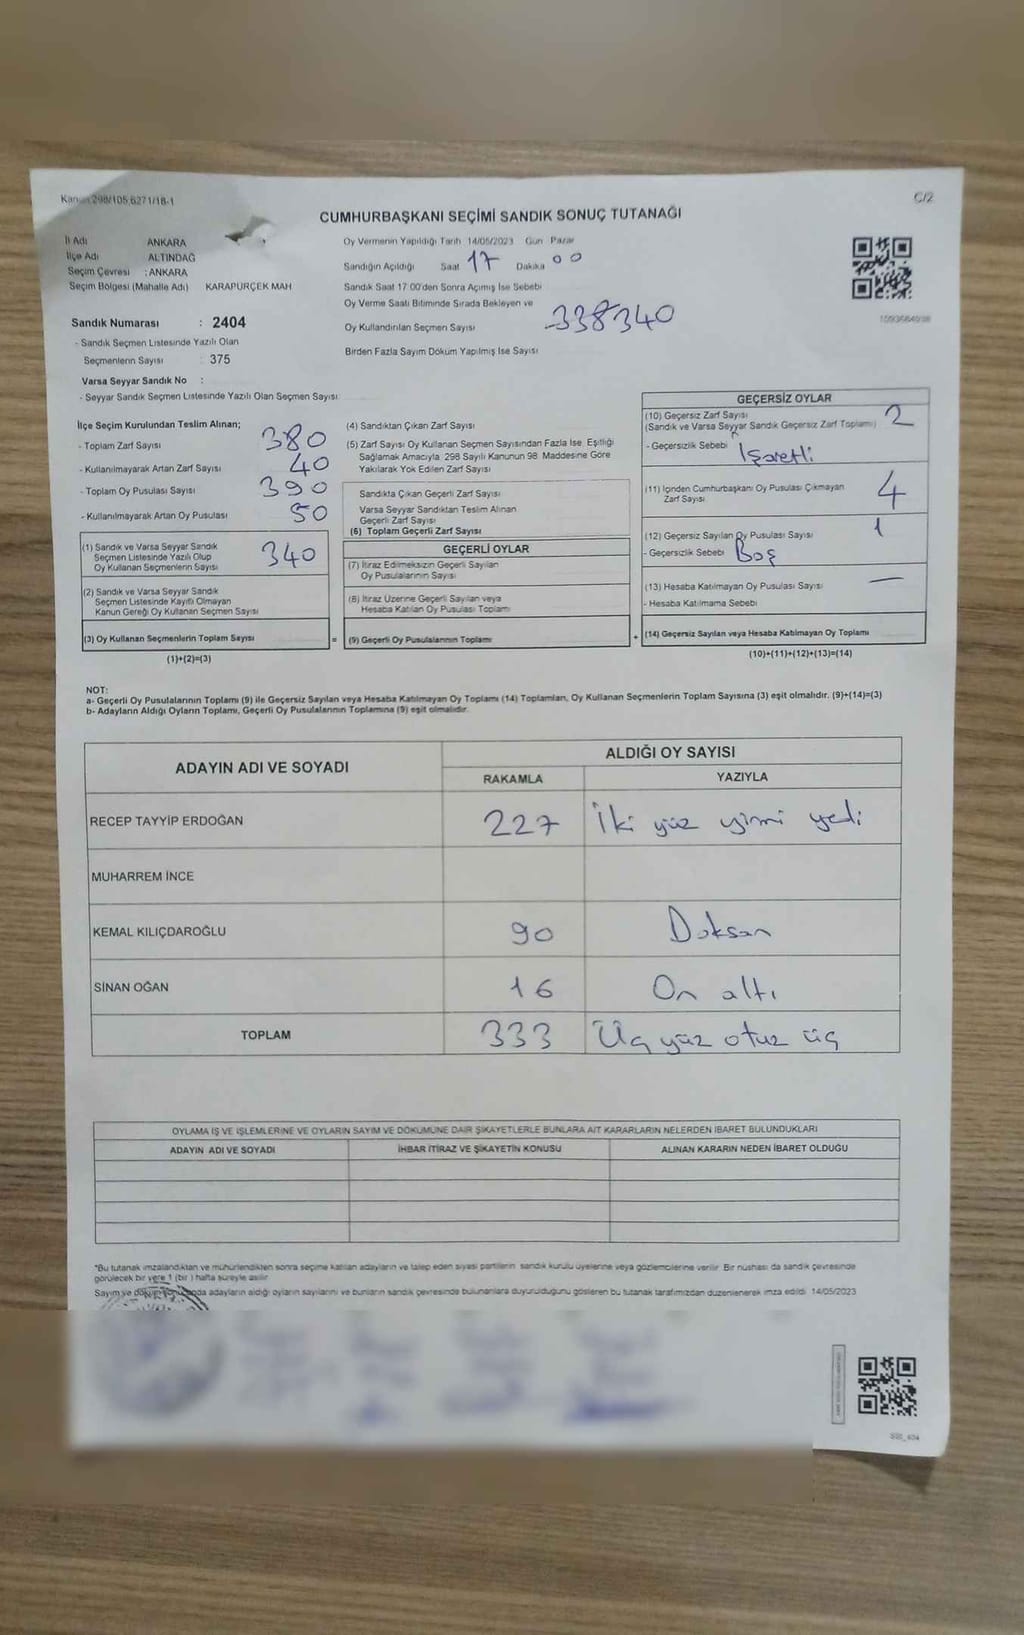 Kanun 298/105,6271/18-1
C/2
CUMHURBAŞKANI SEÇİMİ SANDIK SONUÇ TUTANAĞI
İl Adı ANKARA
İlçe Adı ALTINDAĞ
Seçim Çevresi : ANKARA
Seçim Bölgesi (Mahalle Adı) KARAPÜRÇEK MAH
Sandık Numarası : 2404
- Sandık Seçmen Listesinde Yazılı Olan
Seçmenlerin Sayısı : 375
Varsa Seyyar Sandık No :
- Seyyar Sandık Seçmen Listesinde Yazılı Olan Seçmen Sayısı:
Oy Vermenin Yapıldığı Tarih 14/05/2023 Gün Pazar
Sandığın Açıldığı Saat 17 Dakika 00
Sandık Saat 17.00'den Sonra Açımış İse Sebebi
Oy Verme Saati Bitiminde Sırada Bekleyen ve
Oy Kullandırılan Seçmen Sayısı 338340
Birden Fazla Sayım Döküm Yapılmış İse Sayısı
İlçe Seçim Kurulundan Teslim Alınan;
- Toplam Zarf Sayısı 380
- Kullanılmayarak Artan Zarf Sayısı 40
- Toplam Oy Pusulası Sayısı 390
- Kullanılmayarak Artan Oy Pusulası 50
(1) Sandık ve Varsa Seyyar Sandık
Seçmen Listesinde Yazılı Olup
Oy Kullanan Seçmenlerin Sayısı 340
(2) Sandık ve Varsa Seyyar Sandık
Seçmen Listesinde Kayıtlı Olmayan
Kanun Gereği Oy Kullanan Seçmen Sayısı
(3) Oy Kullanan Seçmenlerin Toplam Sayısı
=
(1)+(2)=(3)
(4) Sandıktan Çıkan Zarf Sayısı
(5) Zarf Sayısı Oy Kullanan Seçmen Sayısından Fazla İse, Eşitliği
Sağlamak Amacıyla, 298 Sayılı Kanunun 98. Maddesine Göre
Yakılarak Yok Edilen Zarf Sayısı
Sandıkta Çıkan Geçerli Zarf Sayısı
Varsa Seyyar Sandıktan Teslim Alınan
Geçerli Zarf Sayısı
(6) Toplam Geçerli Zarf Sayısı
GEÇERLİ OYLAR
(7) İtiraz Edilmeksizin Geçerli Sayılan
Oy Pusulalarının Sayısı
(8) İtiraz Üzerine Geçerli Sayılan veya
Hesaba Katılan Oy Pusulası Toplamı
(9) Geçerli Oy Pusulalarının Toplamı
+
GEÇERSİZ OYLAR
(10) Geçersiz Zarf Sayısı 2
(Sandık ve Varsa Seyyar Sandık Geçersiz Zarf Toplamı)
- Geçersizlik Sebebi İşaretli
(11) İçinden Cumhurbaşkanı Oy Pusulası Çıkmayan
Zarf Sayısı 4
(12) Geçersiz Sayılan Oy Pusulası Sayısı 1
- Geçersizlik Sebebi Boş
(13) Hesaba Katılmayan Oy Pusulası Sayısı —
- Hesaba Katılmama Sebebi
(14) Geçersiz Sayılan veya Hesaba Katılmayan Oy Toplamı
(10)+(11)+(12)+(13)=(14)
NOT:
a- Geçerli Oy Pusulalarının Toplamı (9) ile Geçersiz Sayılan veya Hesaba Katılmayan Oy Toplamı (14) Toplamları, Oy Kullanan Seçmenlerin Toplam Sayısına (3) eşit olmalıdır. (9)+(14)=(3)
b- Adayların Aldığı Oyların Toplamı, Geçerli Oy Pusulalarının Toplamına (9) eşit olmalıdır.
ADAYIN ADI VE SOYADI ALDIĞI OY SAYISI
RAKAMLA YAZIYLA
RECEP TAYYİP ERDOĞAN 227 İki yüz yirmi yedi
MUHARREM İNCE
KEMAL KILIÇDAROĞLU 90 Doksan
SİNAN OĞAN 16 On altı
TOPLAM 333 Üç yüz otuz üç
OYLAMA İŞ VE İŞLEMLERİNE VE OYLARIN SAYIM VE DÖKÜMÜNE DAİR ŞİKAYETLERLE BUNLARA AİT KARARLARIN NELERDEN İBARET BULUNDUKLARI
ADAYIN ADI VE SOYADI İHBAR İTİRAZ VE ŞİKAYETİN KONUSU ALINAN KARARIN NEDEN İBARET OLDUĞU
*Bu tutanak imzalandıktan ve mühürlendikten sonra seçime katılan adayların ve talep eden siyasi partilerin sandık kurulu üyelerine veya gözlemcilerine verilir. Bir nüshası da sandık çevresinde
görülecek bir yere 1 (bir ) hafta süreyle asılır.
Sayım ve döküm adayların aldığı oyların sayılarını ve bunların sandık çevresinde bulunanlara duyurulduğunu gösteren bu tutanak tarafımızdan düzenlenerek imza edildi. 14/05/2023